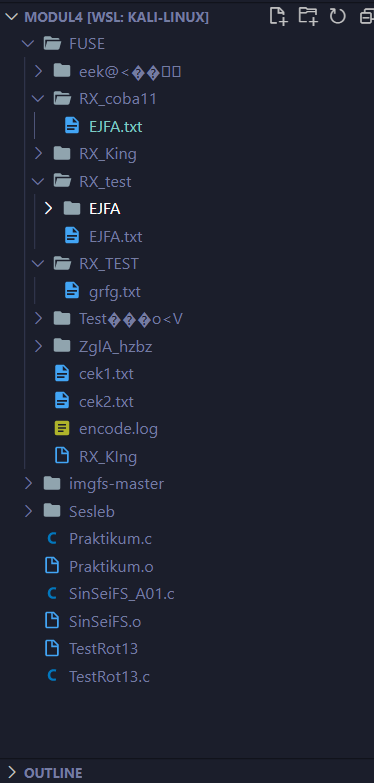 MODUL4 [WSL: KALI-LINUX]
FUSE
eek@<��▯▯
RX_coba11
EJFA.txt
RX_King
RX_test
EJFA
EJFA.txt
RX_TEST
grfg.txt
Test���o<V
ZglA_hzbz
cek1.txt
cek2.txt
encode.log
RX_KIng
imgfs-master
Sesleb
Praktikum.c
Praktikum.o
SinSeiFS_A01.c
SinSeiFS.o
TestRot13
TestRot13.c
OUTLINE